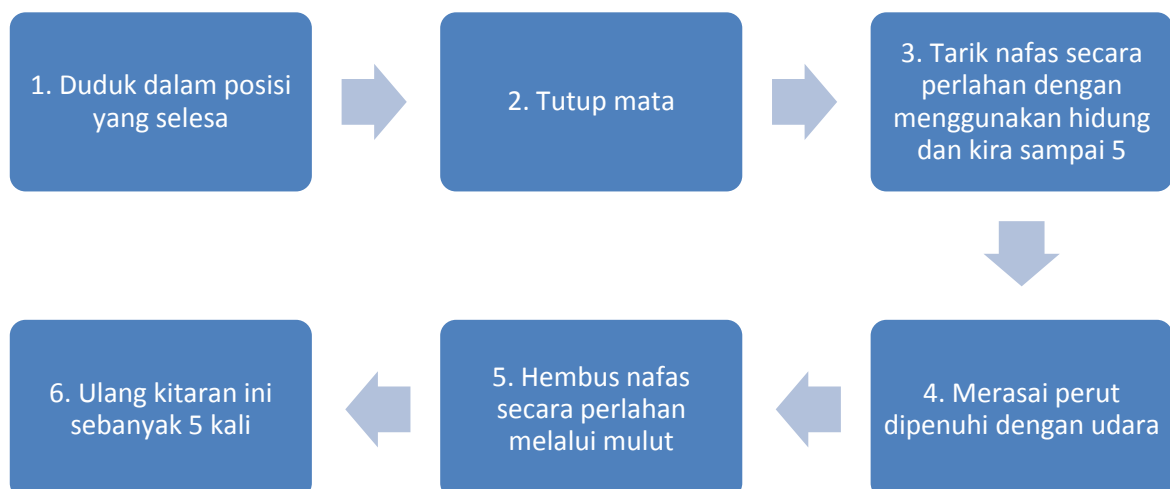 1. Duduk dalam posisi
yang selesa
2. Tutup mata
3. Tarik nafas secara
perlahan dengan
menggunakan hidung
dan kira sampai 5
4. Merasai perut
dipenuhi dengan udara
5. Hembus nafas
secara perlahan
melalui mulut
6. Ulang kitaran ini
sebanyak 5 kali